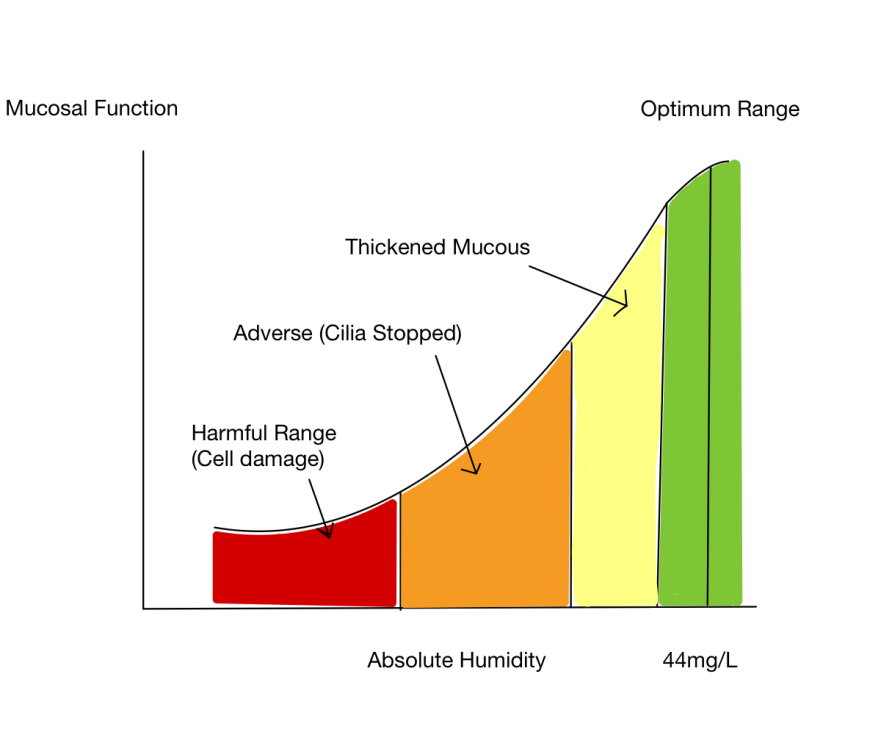 Mucosal Function
Optimum Range
Thickened Mucous
Adverse (Cilia Stopped)
Harmful Range
(Cell damage)
Absolute Humidity
44mg/L